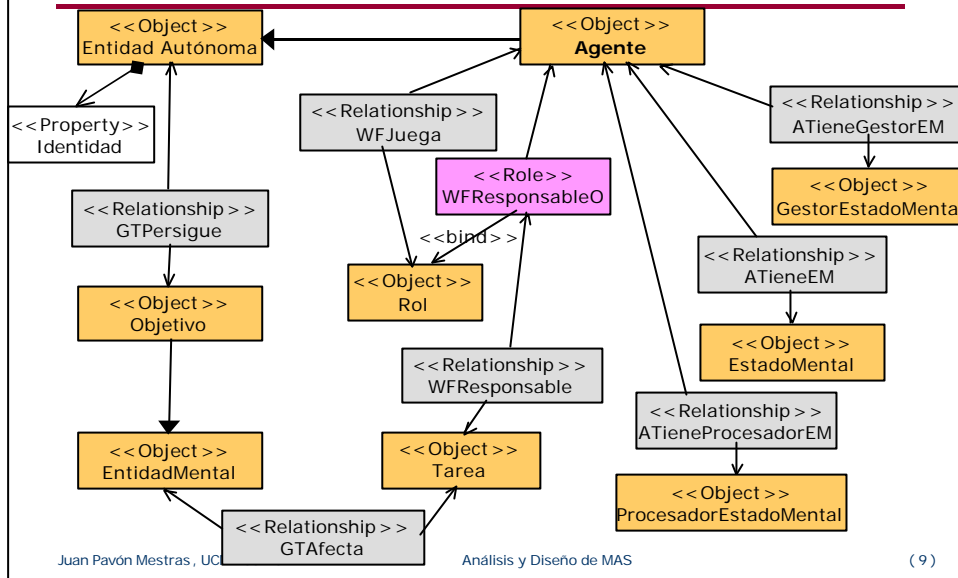 <<Object>>
Entidad Autónoma
<<Object>>
Agente
<<Property>>
Identidad
<<Relationship>>
WFJuega
<<Relationship>>
ATieneGestorEM
<<Role>>
WFResponsableO
<<Object>>
GestorEstadoMental
<<Relationship>>
GTPersigue
<<bind>>
<<Relationship>>
ATieneEM
<<Object>>
Rol
<<Object>>
Objetivo
<<Object>>
EstadoMental
<<Relationship>>
WFResponsable
<<Relationship>>
ATieneProcesadorEM
<<Object>>
EntidadMental
<<Object>>
Tarea
<<Object>>
ProcesadorEstadoMental
<<Relationship>>
GTAfecta
Juan Pavón Mestras, Análisis y Diseño de MAS (9)